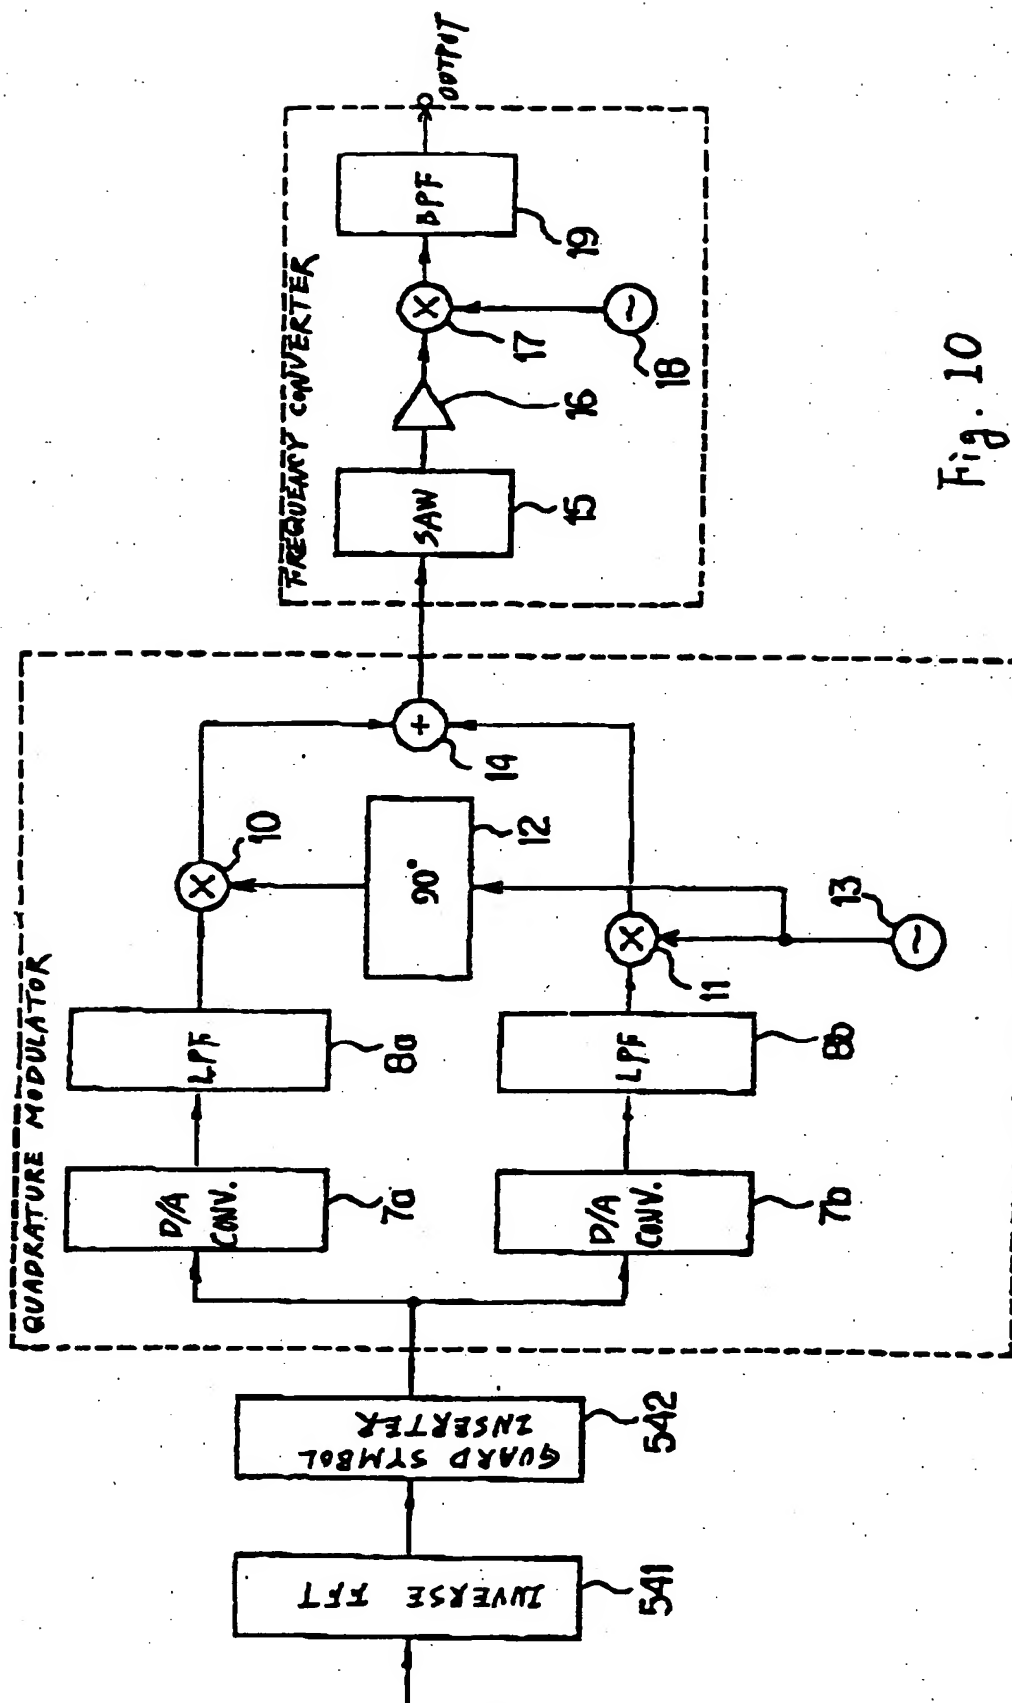 INVERSE FFT
541
GUARD SYMBOL
INSERTER
542
QUADRATURE MODULATOR
D/A
CONV.
7a
LPF
8a
10
90°
12
D/A
CONV.
7b
LPF
8b
11
13
+
14
FREQUENCY CONVERTER
SAW
15
16
17
18
BPF
19
OUTPUT
Fig. 10